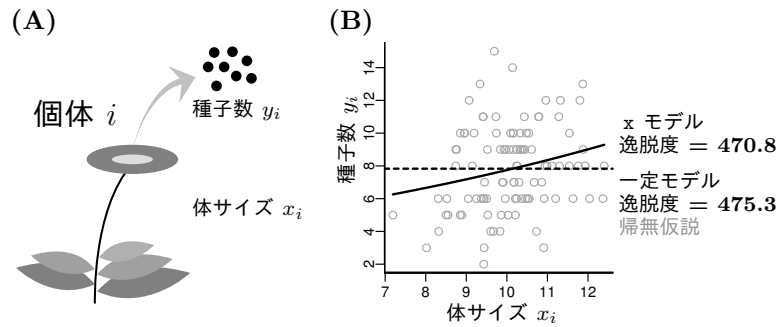 (A)
個体 i
種子数 y_i
体サイズ x_i
(B)
種子数 y_i
14
12
10
8
6
4
2
7 8 9 10 11 12
体サイズ x_i
x モデル
逸脱度 = 470.8
一定モデル
逸脱度 = 475.3
帰無仮説